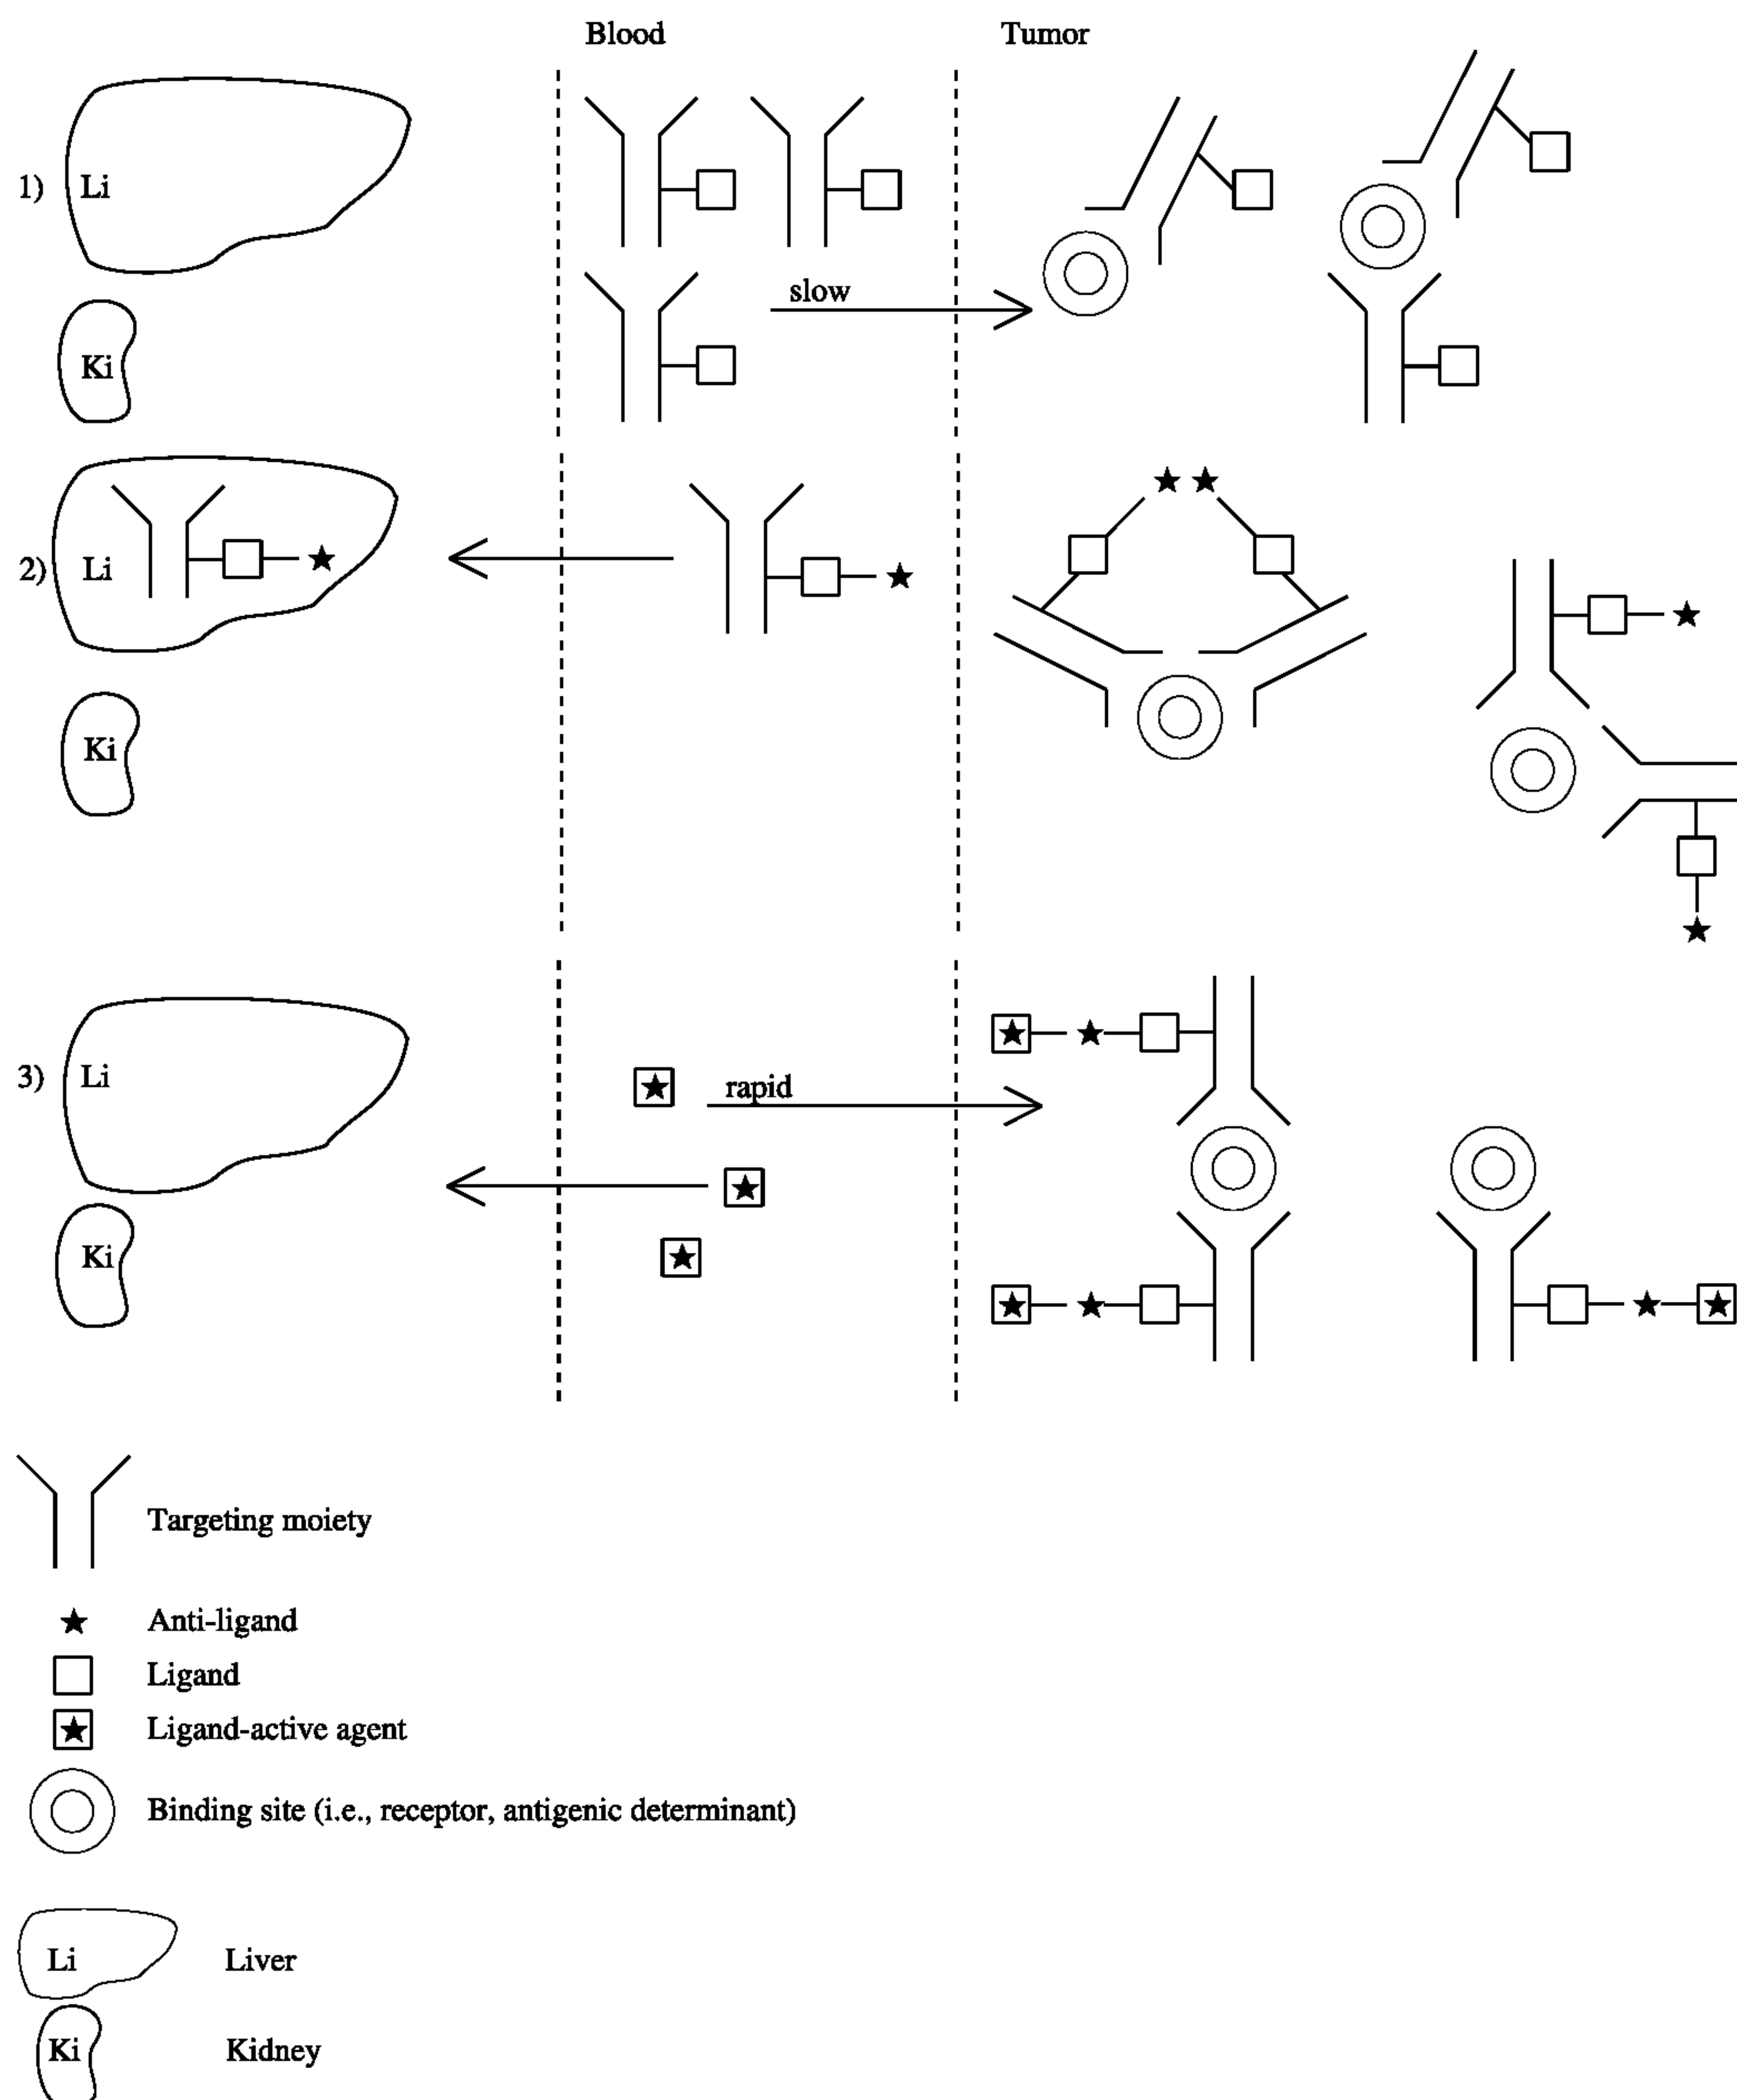 Blood
Tumor
1)
Li
slow
Ki
2)
Li
Ki
3)
Li
rapid
Ki
Targeting moiety
Anti-ligand
Ligand
Ligand-active agent
Binding site (i.e., receptor, antigenic determinant)
Li
Liver
Ki
Kidney